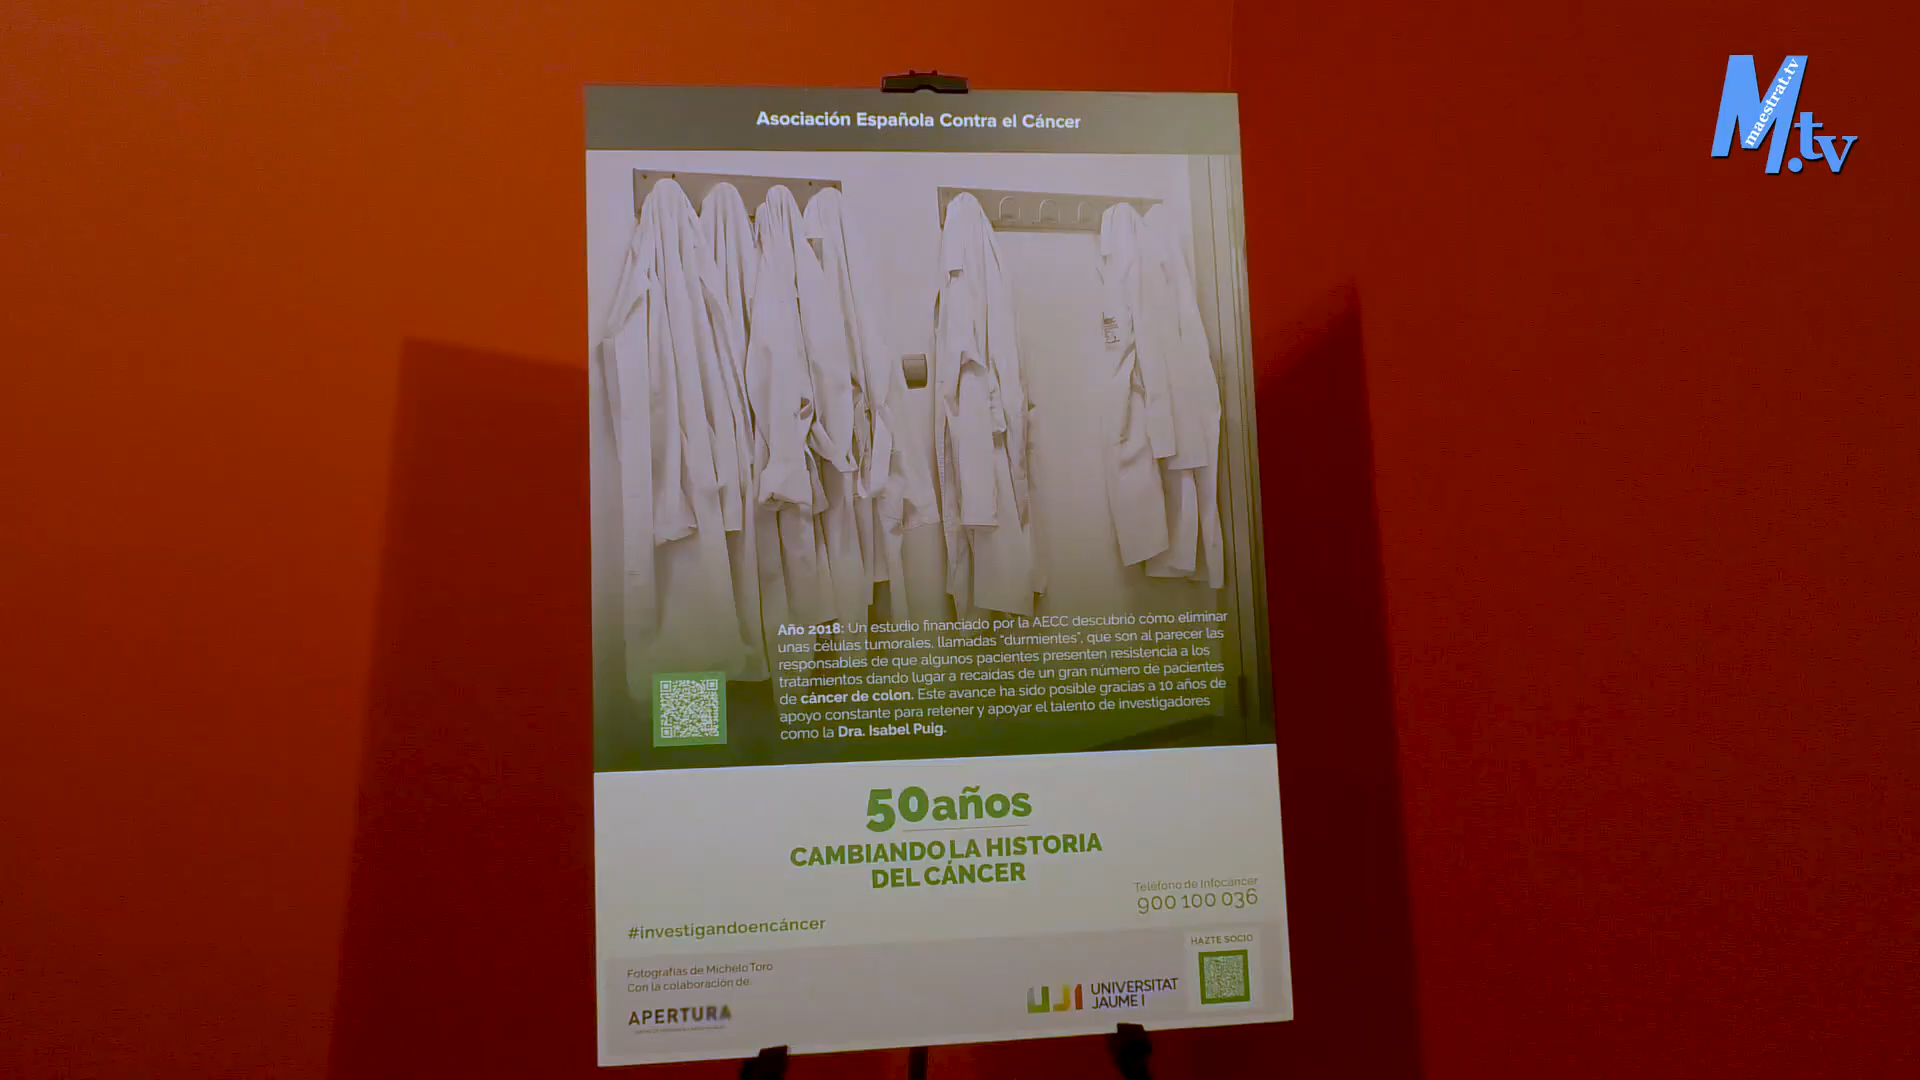 maestrat.tv
M.tv
Asociación Española Contra el Cáncer
Año 2018: Un estudio financiado por la AECC descubrió cómo eliminar
unas células tumorales, llamadas "durmientes", que son al parecer las
responsables de que algunos pacientes presenten resistencia a los
tratamientos dando lugar a recaidas de un gran número de pacientes
de cáncer de colon. Este avance ha sido posible gracias a 10 años de
apoyo constante para retener y apoyar el talento de investigadores
como la Dra. Isabel Puig.
50años
CAMBIANDO LA HISTORIA
DEL CÁNCER
Teléfono de Infocáncer
900 100 036
#investigandoencáncer
HAZTE SOCIO
Fotografías de Michelo Toro
Con la colaboración de:
APERTURA
UJI UNIVERSITAT
JAUME I